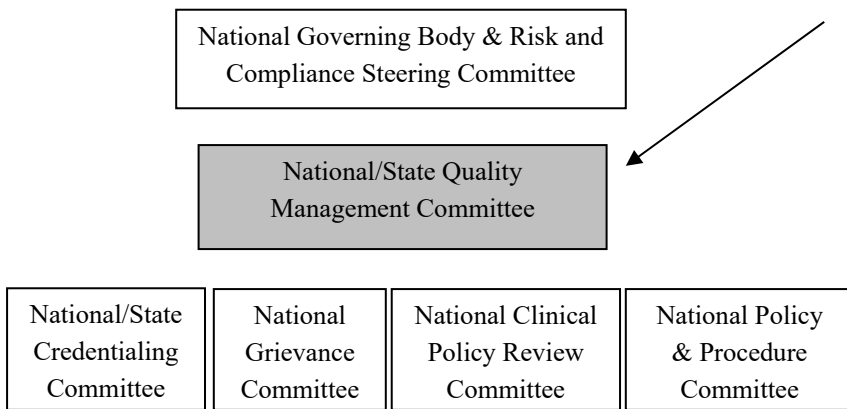 National Governing Body & Risk and
Compliance Steering Committee
National/State Quality
Management Committee
National/State
Credentialing
Committee
National
Grievance
Committee
National Clinical
Policy Review
Committee
National Policy
& Procedure
Committee